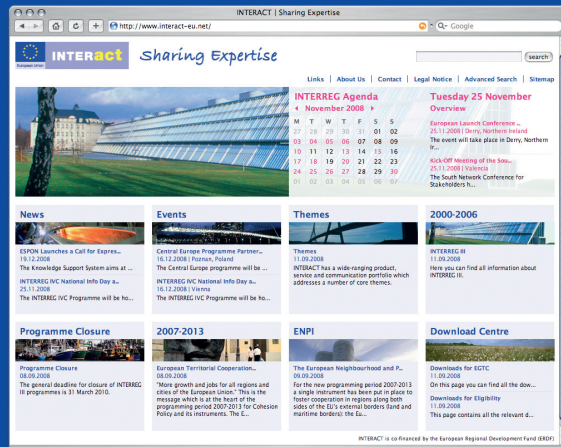 INTERACT | Sharing Expertise
http://www.interact-eu.net/
Google
European Union
INTERact
Sharing Expertise
search
Links | About Us | Contact | Legal Notice | Advanced Search | Sitemap
INTERREG Agenda
November 2008
M T W T F S S
27 28 29 30 31 01 02
03 04 05 06 07 08 09
10 11 12 13 14 15 16
17 18 19 20 21 22 23
24 25 26 27 28 29 30
01 02 03 04 05 06 07
Tuesday 25 November
Overview
European Launch Conference ...
25.11.2008 | Derry, Northern Ireland
The event will take place in Derry, Northern
Ir...
Kick-Off Meeting of the Sou...
25.11.2008 | Valencia
The South Network Conference for
Stakeholders h...
News
ESPON Launches a Call for Expres...
19.12.2008
The Knowledge Support System aims at ...
INTERREG IVC National Info Day a...
25.11.2008
The INTERREG IVC Programme will be ho...
Events
Central Europe Programme Partner...
16.12.2008 | Poznan, Poland
The Central Europe programme will be ...
INTERREG IVC National Info Day a...
16.12.2008 | Vienna
The INTERREG IVC Programme will be ho...
Themes
Themes
11.09.2008
INTERACT has a wide-ranging product,
service and communication portfolio which
addresses a number of core themes.
2000-2006
INTERREG III
11.09.2008
Here you can find all information about
INTERREG III.
Programme Closure
Programme Closure
08.09.2008
The general deadline for closure of INTERREG
III programmes is 31 March 2010.
2007-2013
European Territorial Cooperation...
08.09.2008
"More growth and jobs for all regions and
cities of the European Union." This is the
message which is at the heart of the
programming period 2007-2013 for Cohesion
Policy and its instruments. The E...
ENPI
The European Neighbourhood and P...
09.09.2008
For the new programming period 2007-2013
a single instrument has been put in place to
foster cooperation in regions along both
sides of the EU's external borders (land and
maritime borders): the Eu...
Download Centre
Downloads for EGTC
11.09.2008
On this page you can find all the dow...
Downloads for Eligibility
11.09.2008
This page contains all the relevant d...
INTERACT is co-financed by the European Regional Development Fund (ERDF)